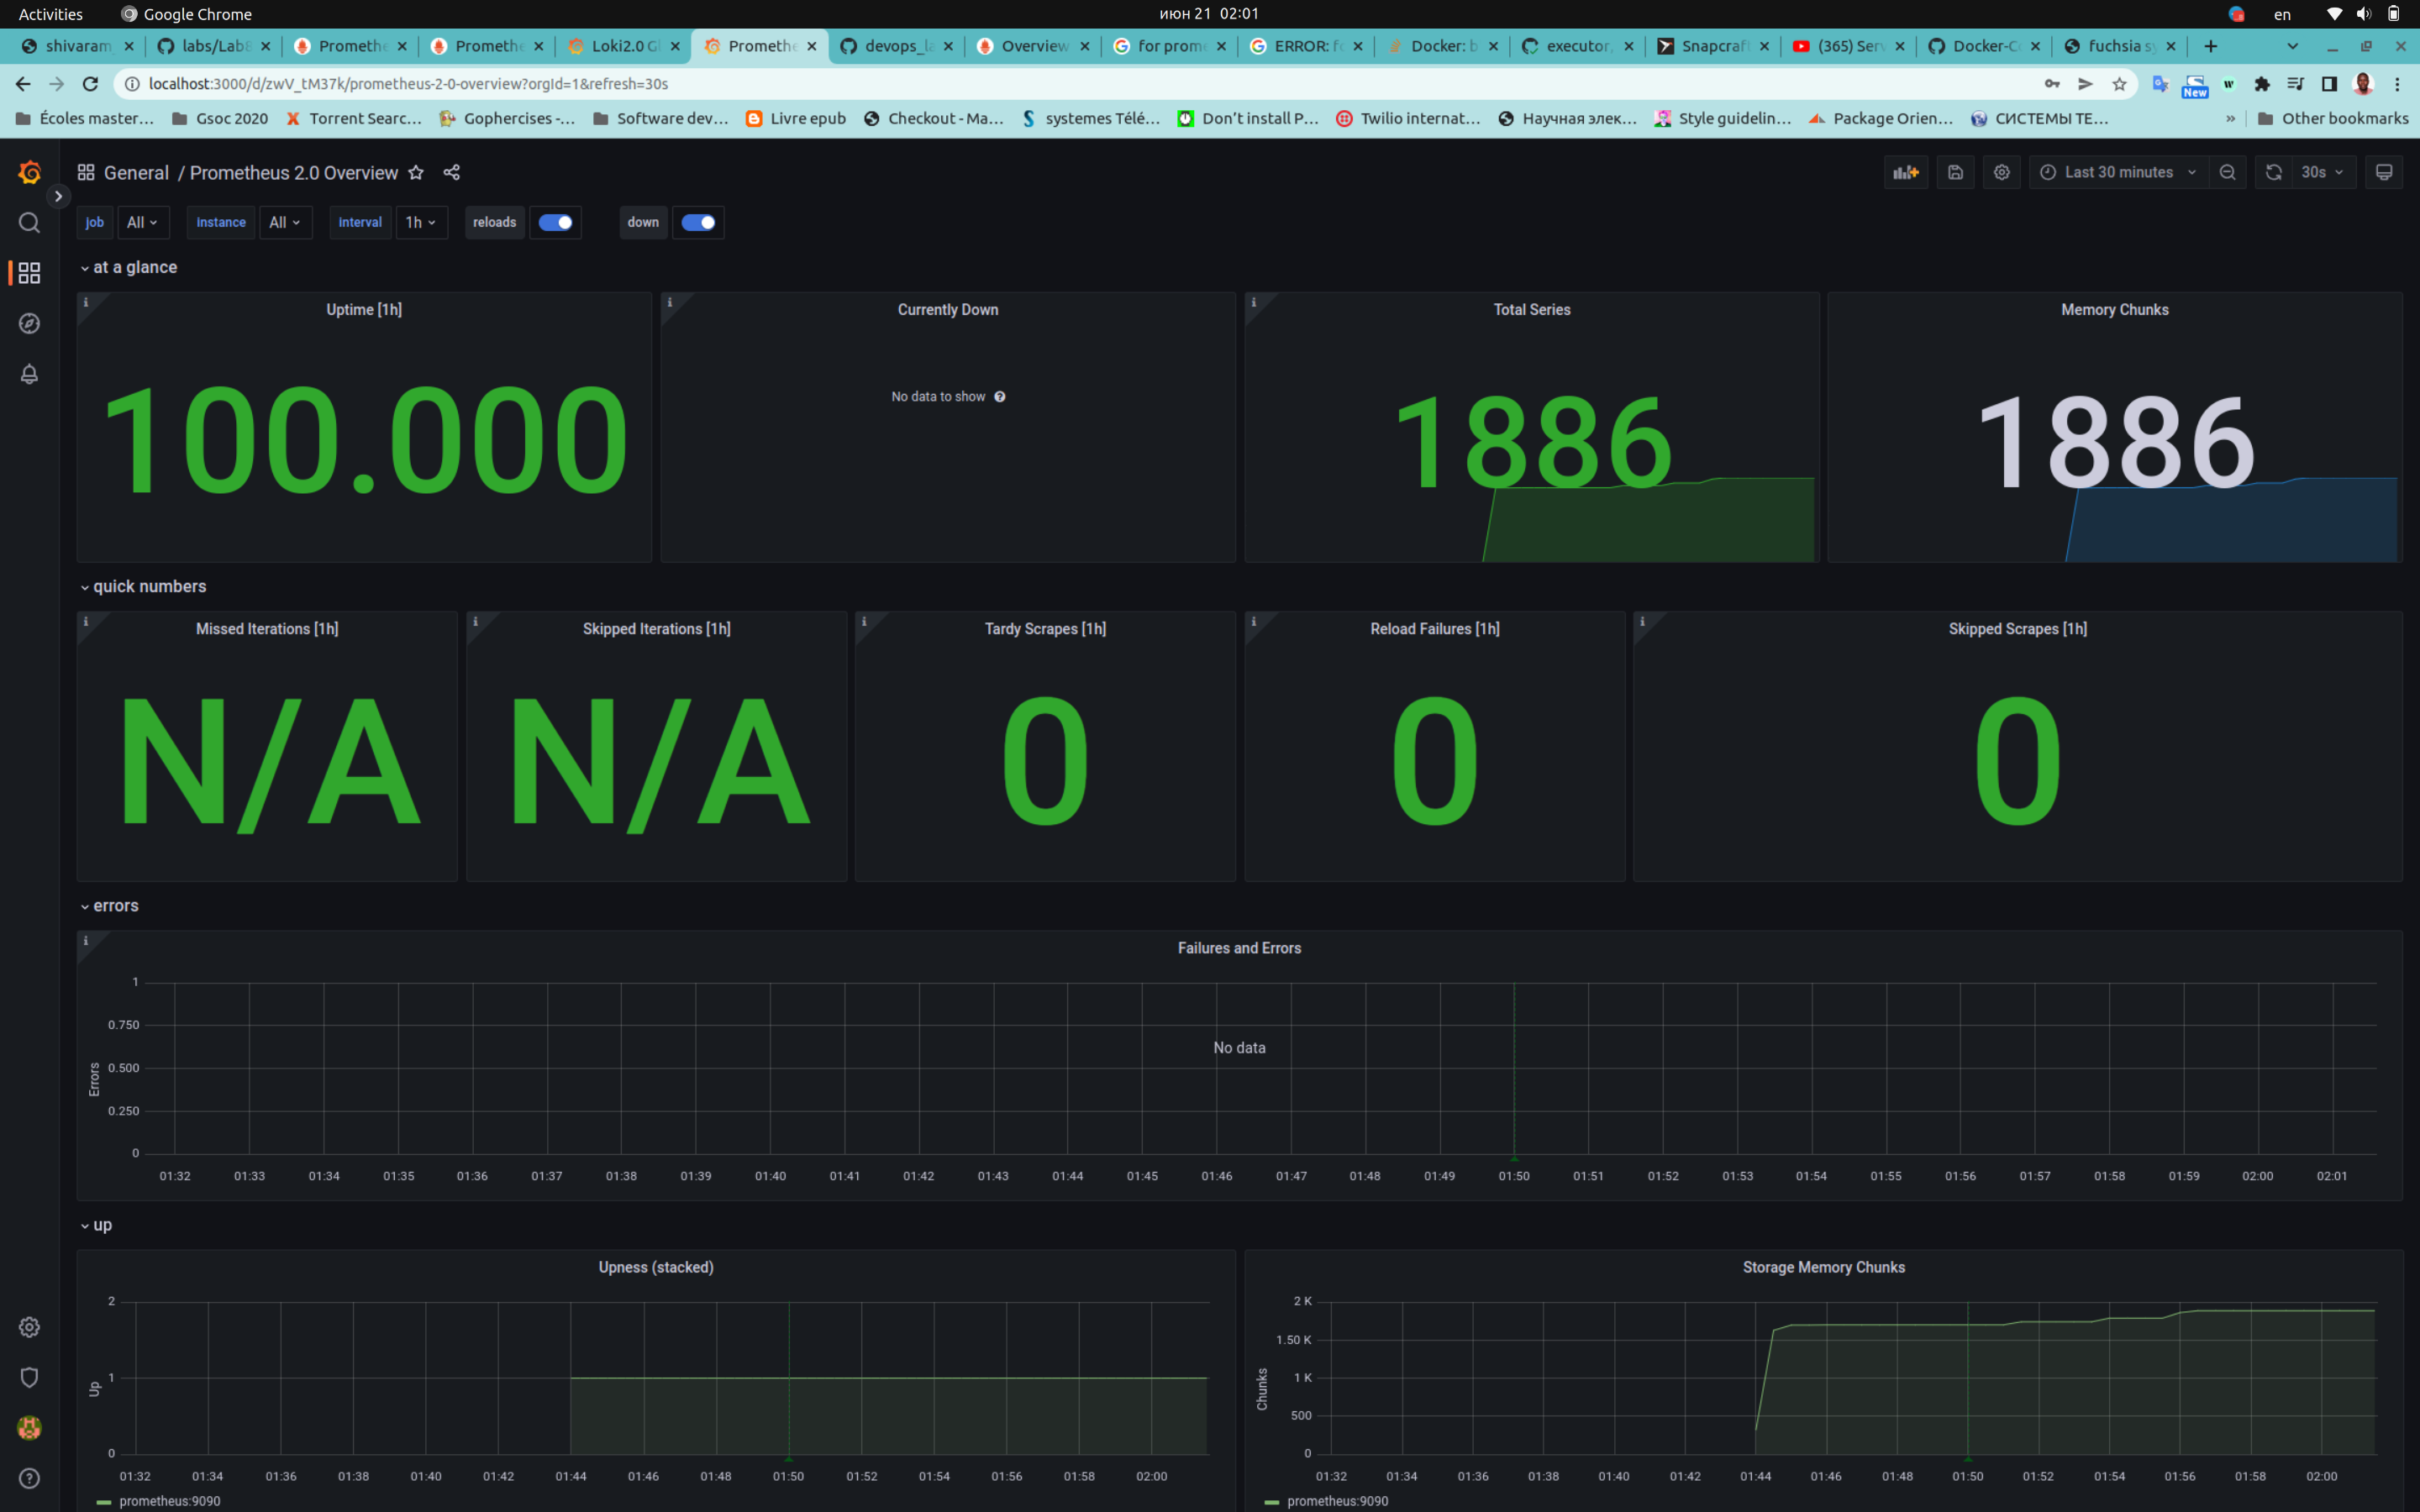 Activities Google Chrome июн 21 02:01 en
shivaram labs/Lab Promethe Promethe Loki2.0 Gl Promethe devops_la Overview for prome ERROR: fo Docker: b executor, Snapcraf (365) Serv Docker-Co fuchsia sy
localhost:3000/d/zwV_tM37k/prometheus-2-0-overview?orgId=1&refresh=30s New
Écoles master... Gsoc 2020 Torrent Searc... Gophercises -... Software dev... Livre epub Checkout - Ma... systemes Télé... Don't install P... Twilio internat... Научная элек... Style guidelin... Package Orien... СИСТЕМЫ ТЕ... » Other bookmarks
General / Prometheus 2.0 Overview Last 30 minutes 30s
job All instance All interval 1h reloads down
at a glance
Uptime [1h] Currently Down Total Series Memory Chunks
100.000 No data to show 1886 1886
quick numbers
Missed Iterations [1h] Skipped Iterations [1h] Tardy Scrapes [1h] Reload Failures [1h] Skipped Scrapes [1h]
N/A N/A 0 0 0
errors
Failures and Errors
1
0.750
No data
0.500
Errors
0.250
0
01:32 01:33 01:34 01:35 01:36 01:37 01:38 01:39 01:40 01:41 01:42 01:43 01:44 01:45 01:46 01:47 01:48 01:49 01:50 01:51 01:52 01:53 01:54 01:55 01:56 01:57 01:58 01:59 02:00 02:01
up
Upness (stacked)
2
1
Up
0
01:32 01:34 01:36 01:38 01:40 01:42 01:44 01:46 01:48 01:50 01:52 01:54 01:56 01:58 02:00
prometheus:9090
Storage Memory Chunks
2 K
1.50 K
1 K
Chunks
500
0
01:32 01:34 01:36 01:38 01:40 01:42 01:44 01:46 01:48 01:50 01:52 01:54 01:56 01:58 02:00
prometheus:9090